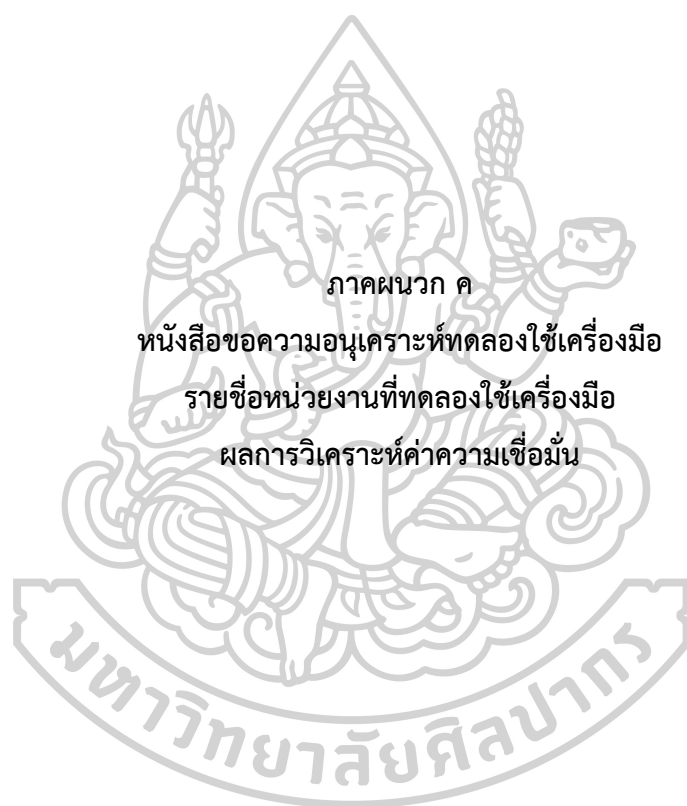 ภาคผนวก ค
หนังสือขอความอนุเคราะห์ทดลองใช้เครื่องมือ
รายชื่อหน่วยงานที่ทดลองใช้เครื่องมือ
ผลการวิเคราะห์ค่าความเชื่อมั่น
มหาวิทยาลัยศิลปากร